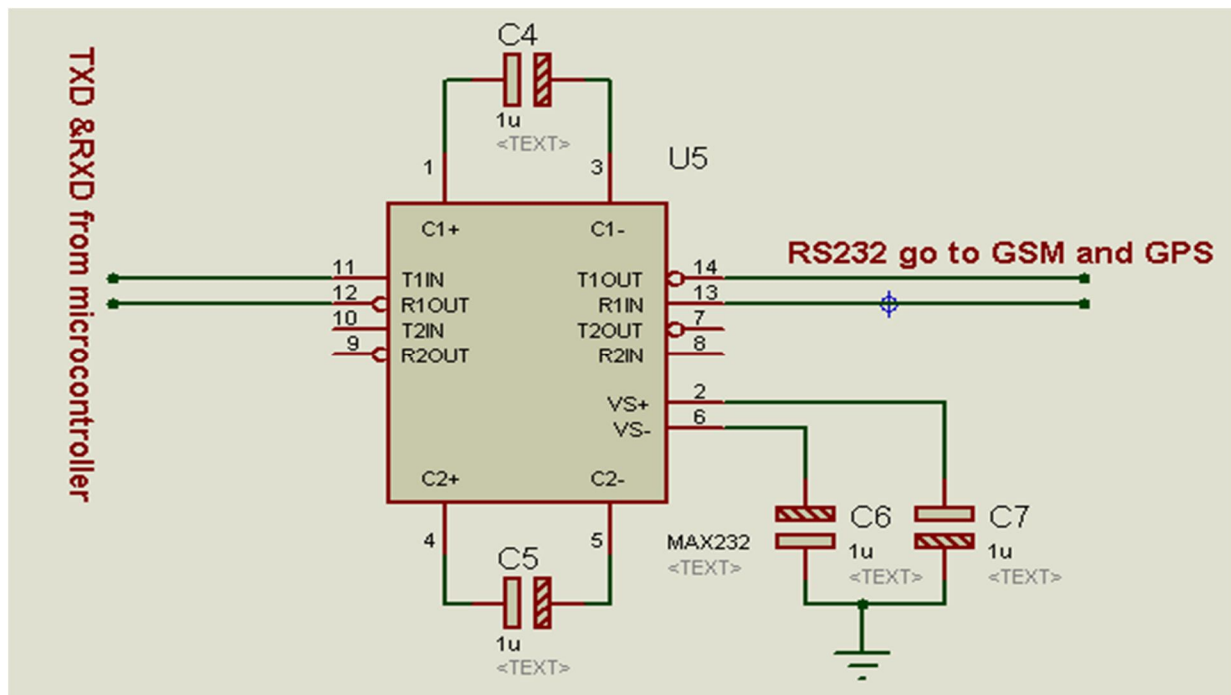 TXD &RXD from microcontroller
C4
1u
<TEXT>
1
3
U5
C1+
C1-
RS232 go to GSM and GPS
11
T1IN
T1OUT
14
12
R1OUT
R1IN
13
10
T2IN
T2OUT
7
9
R2OUT
R2IN
8
VS+
2
VS-
6
C2+
C2-
4
5
MAX232
<TEXT>
C5
1u
<TEXT>
C6
1u
<TEXT>
C7
1u
<TEXT>